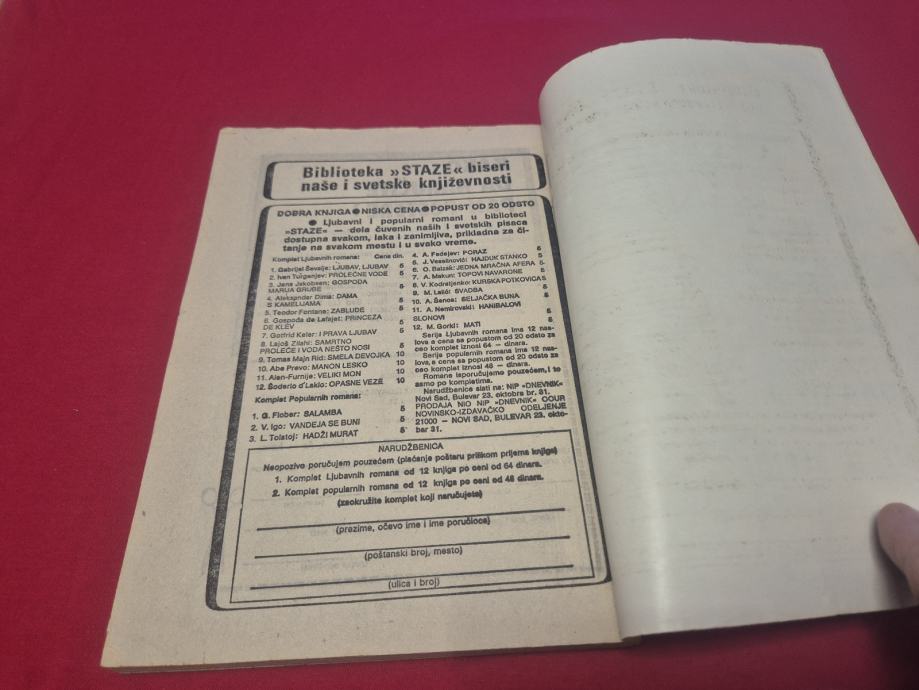 Biblioteka »STAZE« biseri
naše i svetske književnosti
DOBRA KNJIGA ● NISKA CENA ● POPUST OD 20 ODSTO
● Ljubavni i popularni romani u biblioteci
»STAZE« — dela čuvenih naših i svetskih pisaca
dostupna svakom, laka i zanimljiva, prikladna za či-
tanje na svakom mestu i u svako vreme.
Komplet Ljubavnih romana: Cena din.
1. Gabrijel Ševalje: LJUBAV, LJUBAV 5
2. Ivan Turgenjev: PROLEĆNE VODE 5
3. Jens Jakobsen: GOSPODA
MARIJA GRUBE 5
4. Aleksandar Dima: DAMA
S KAMELIJAMA 5
5. Teodor Fontane: ZABLUDE 5
6. Gospođa de Lafajet: PRINCEZA
DE KLEV 5
7. Gotfrid Keler: I PRAVA LJUBAV 5
8. Lajoš Zilahi: SAMRTNO
PROLEĆE I VODA NEŠTO NOSI 5
9. Tomas Majn Rid: SMELA DEVOJKA 10
10. Abe Prevo: MANON LESKO 10
11. Alen-Furnije: VELIKI MON 10
12. Šoderlo d'Laklo: OPASNE VEZE 10
Komplet Popularnih romana:
1. G. Flober: SALAMBA 5
2. V. Igo: VANDEJA SE BUNI 5
3. L. Tolstoj: HADŽI MURAT 5
4. A. Fadejev: PORAZ 5
5. J. Veselinović: HAJDUK STANKO 5
6. O. Balzak: JEDNA MRAČNA AFERA 5
7. A. Makun: TOPOVI NAVARONE 5
8. V. Kodratjenko: KURSKA POTKOVICA 5
9. M. Lalić: SVADBA 5
10. A. Šenoa: SELJAČKA BUNA 5
11. A. Nemirovski: HANIBALOVI
SLONOVI 5
12. M. Gorki: MATI 5
Serija Ljubavnih romana ima 12 nas-
lova, a cena sa popustom od 20 odsto za
ceo komplet iznosi 64 — dinara.
Serija popularnih romana ima 12 nas-
lova, a cena sa popustom od 20 odsto za
ceo komplet iznosi 48 — dinara.
Romane isporučujemo pouzećem, i to
samo po kompletima.
Narudžbenice slati na: NIP »DNEVNIK«
Novi Sad, Bulevar 23. oktobra br. 31.
PRODAJA NIO NIP »DNEVNIK« OOUR
NOVINSKO-IZDAVAČKO ODELJENJE
21000 — NOVI SAD, BULEVAR 23. okto-
bar 31.
NARUDŽBENICA
Neopozivo poručujem pouzećem (plaćanje poštaru prilikom prijema knjige)
1. Komplet Ljubavnih romana od 12 knjiga po ceni od 64 dinara.
2. Komplet popularnih romana od 12 knjiga po ceni od 48 dinara.
(zaokružite komplet koji naručujete)
(prezime, očevo ime i ime poručioca)
(poštanski broj, mesto)
(ulica i broj)